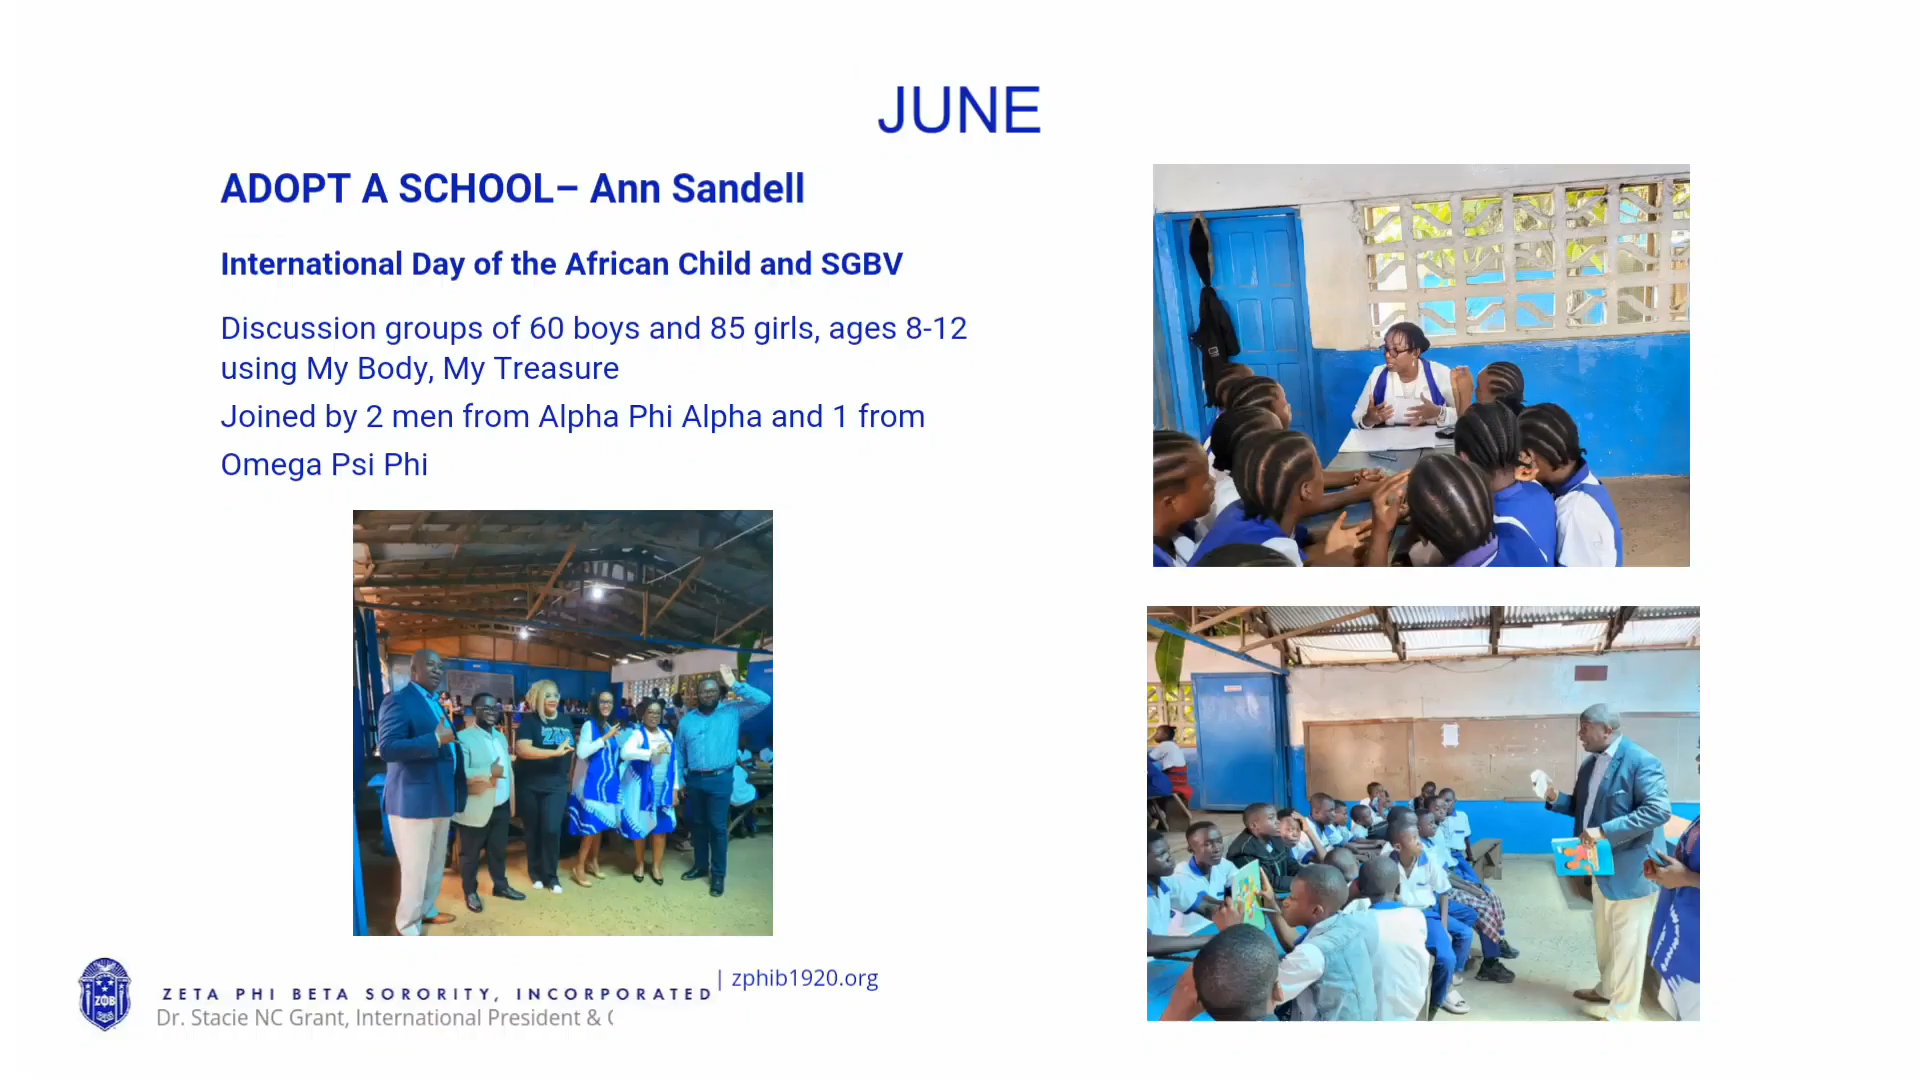 JUNE
ADOPT A SCHOOL– Ann Sandell
International Day of the African Child and SGBV
Discussion groups of 60 boys and 85 girls, ages 8-12
using My Body, My Treasure
Joined by 2 men from Alpha Phi Alpha and 1 from
Omega Psi Phi
ZΦB
ZETA PHI BETA SORORITY, INCORPORATED
| zphib1920.org
Dr. Stacie NC Grant, International President &